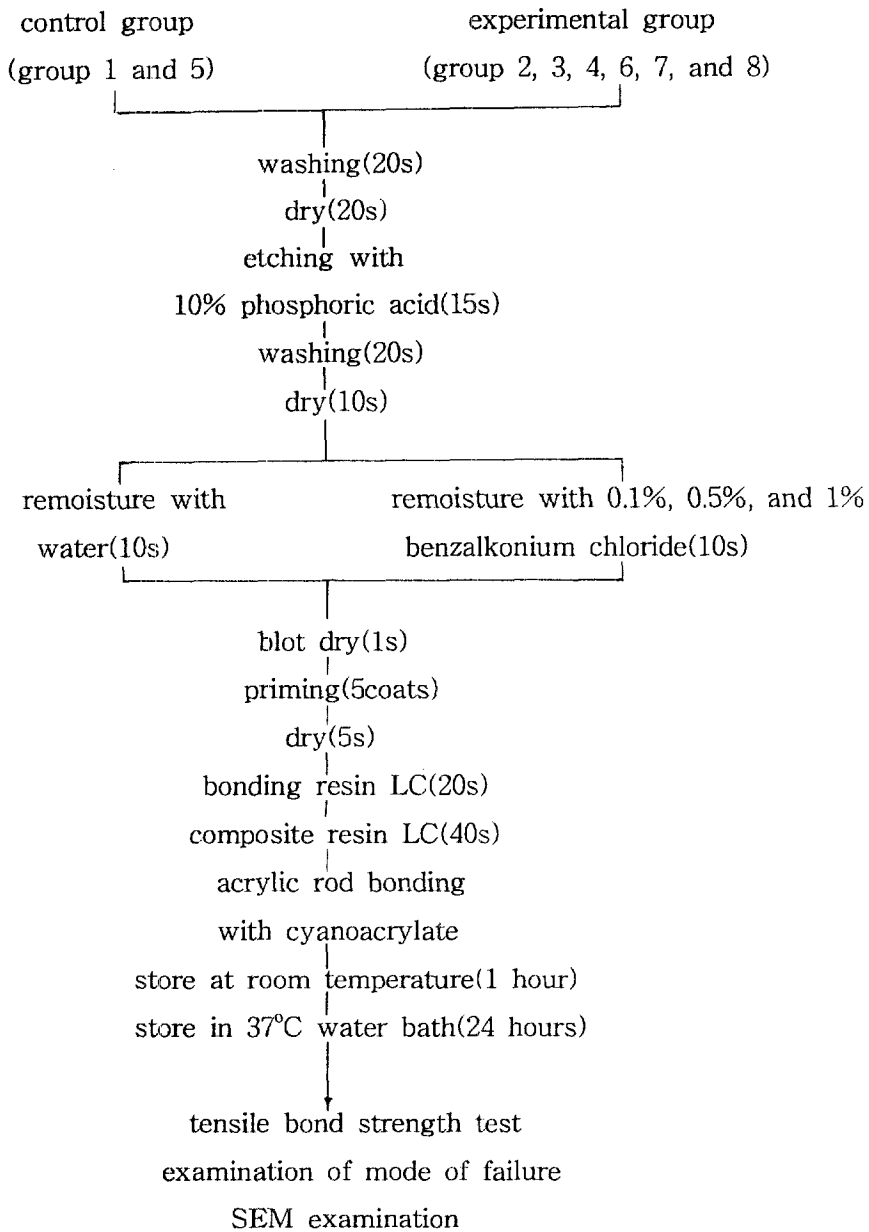 control group
experimental group
(group 1 and 5)
(group 2, 3, 4, 6, 7, and 8)
washing(20s)
dry(20s)
etching with
10% phosphoric acid(15s)
washing(20s)
dry(10s)
remoisture with
water(10s)
remoisture with 0.1%, 0.5%, and 1%
benzalkonium chloride(10s)
blot dry(1s)
priming(5coats)
dry(5s)
bonding resin LC(20s)
composite resin LC(40s)
acrylic rod bonding
with cyanoacrylate
store at room temperature(1 hour)
store in 37°C water bath(24 hours)
tensile bond strength test
examination of mode of failure
SEM examination